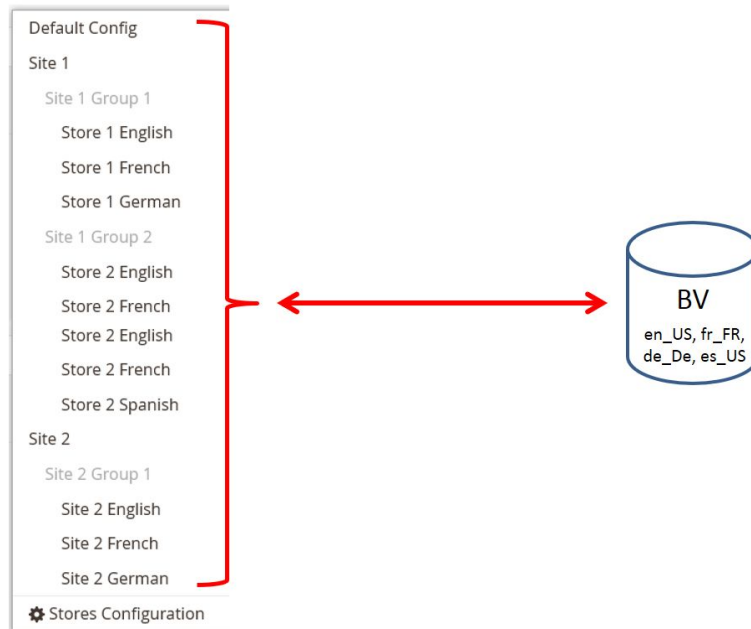 Default Config
Site 1
Site 1 Group 1
Store 1 English
Store 1 French
Store 1 German
Site 1 Group 2
Store 2 English
Store 2 French
Store 2 English
Store 2 French
Store 2 Spanish
Site 2
Site 2 Group 1
Site 2 English
Site 2 French
Site 2 German
Stores Configuration
BV
en_US, fr_FR,
de_De, es_US